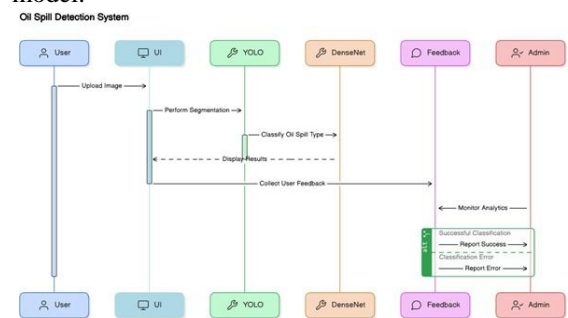 model.
Oil Spill Detection System
User UI YOLO DenseNet Feedback Admin
Upload Image
Perform Segmentation
Classify Oil Spill Type
Display Results
Collect User Feedback
Monitor Analytics
alt
Successful Classification
Report Success
Classification Error
Report Error
User UI YOLO DenseNet Feedback Admin